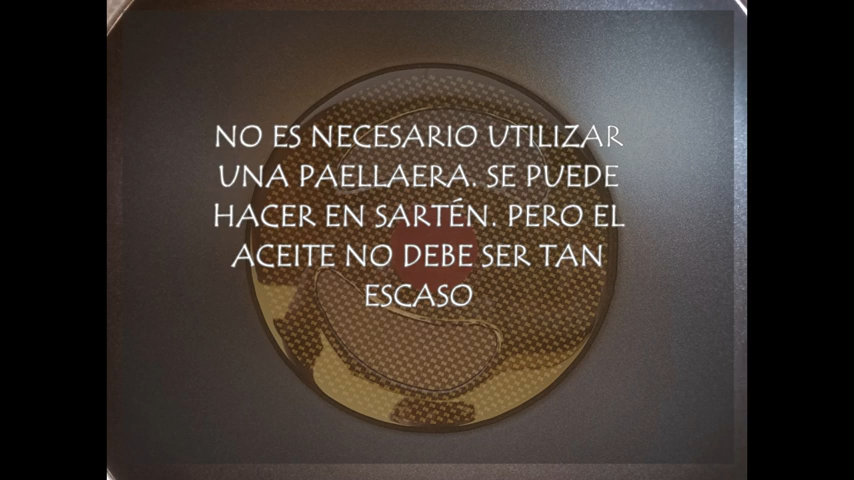 NO ES NECESARIO UTILIZAR
UNA PAELLAERA. SE PUEDE
HACER EN SARTÉN. PERO EL
ACEITE NO DEBE SER TAN
ESCASO